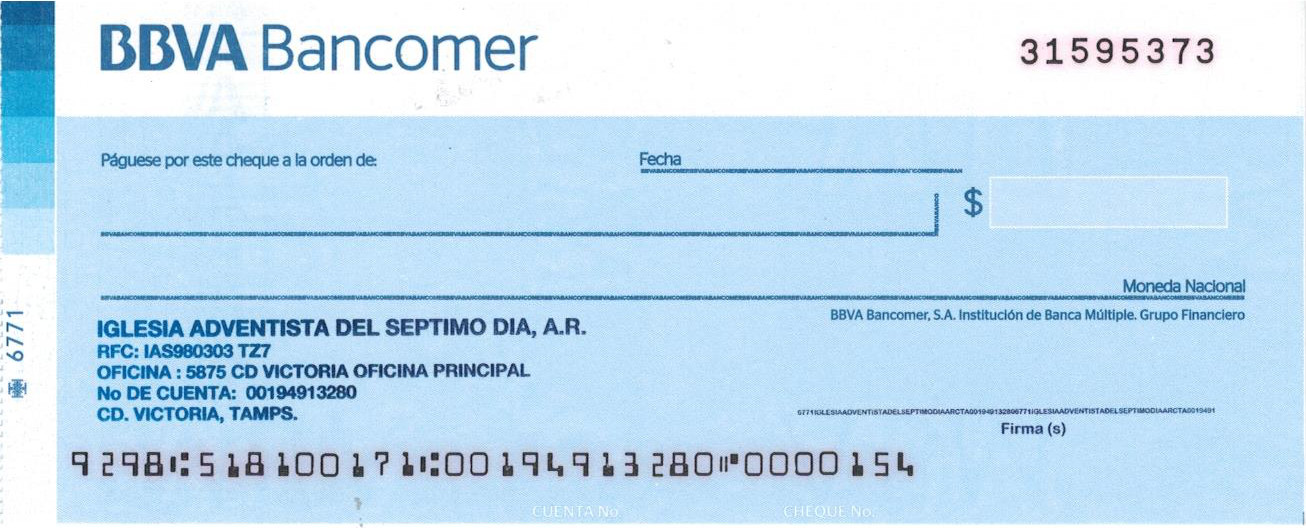 BBVA Bancomer
31595373
Páguese por este cheque a la orden de:
Fecha
$
Moneda Nacional
BBVA Bancomer, S.A. Institución de Banca Múltiple. Grupo Financiero
IGLESIA ADVENTISTA DEL SEPTIMO DIA, A.R.
RFC: IAS980303 TZ7
OFICINA : 5875 CD VICTORIA OFICINA PRINCIPAL
No DE CUENTA: 00194913280
CD. VICTORIA, TAMPS.
6771IGLESIAADVENTISTADELSEPTIMODIAARCTA001949132806771IGLESIAADVENTISTADELSEPTIMODIAARCTA0019491
Firma (s)
9298⑆518100171⑆00194913280⑈0000154
CUENTA No.
CHEQUE No.
6771